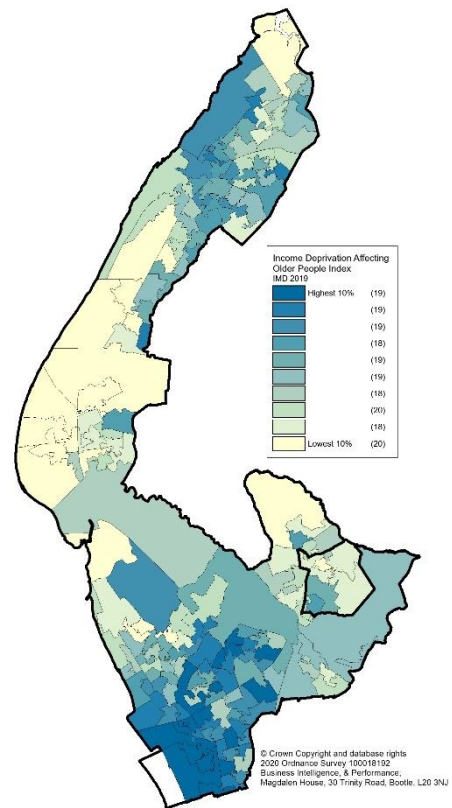 Income Deprivation Affecting
Older People Index
IMD 2019
Highest 10% (19)
(19)
(19)
(18)
(19)
(19)
(18)
(20)
(18)
Lowest 10% (20)
© Crown Copyright and database rights
2020 Ordnance Survey 100018192
Business Intelligence, & Performance,
Magdalen House, 30 Trinity Road, Bootle. L20 3NJ